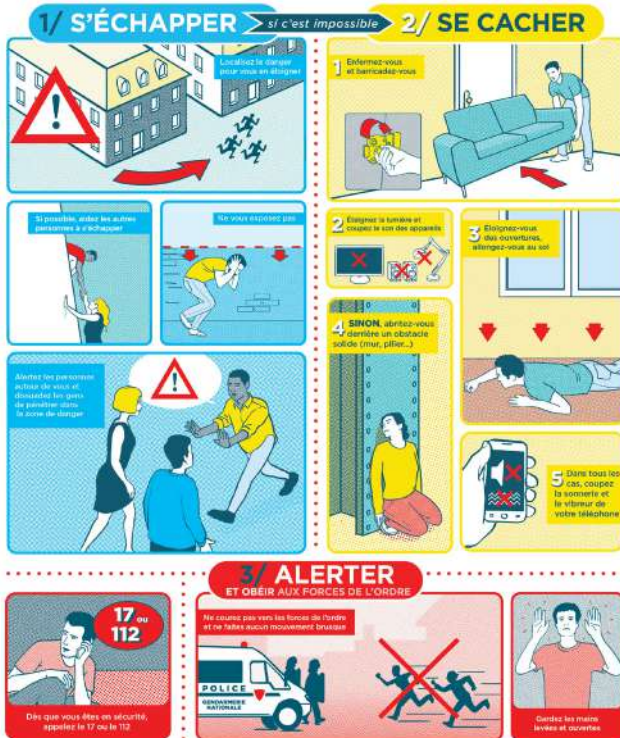 1/ S'ÉCHAPPER
si c'est impossible
2/ SE CACHER
Localisez le danger
pour vous en éloigner
Si possible, aidez les autres
personnes à s'échapper
Ne vous exposez pas
Alertez les personnes
autour de vous et
dissuadez les gens
de pénétrer dans
la zone de danger
1 Enfermez-vous
et barricadez-vous
2 Éteignez la lumière et
coupez le son des appareils
3 Éloignez-vous
des ouvertures,
allongez-vous au sol
4 SINON, abritez-vous
derrière un obstacle
solide (mur, pilier...)
5 Dans tous les
cas, coupez
la sonnerie et
le vibreur de
votre téléphone
3/ ALERTER
ET OBÉIR AUX FORCES DE L'ORDRE
17 ou
112
Dès que vous êtes en sécurité,
appelez le 17 ou le 112
Ne courez pas vers les forces de l'ordre
et ne faites aucun mouvement brusque
POLICE
GENDARMERIE
NATIONALE
Gardez les mains
levées et ouvertes